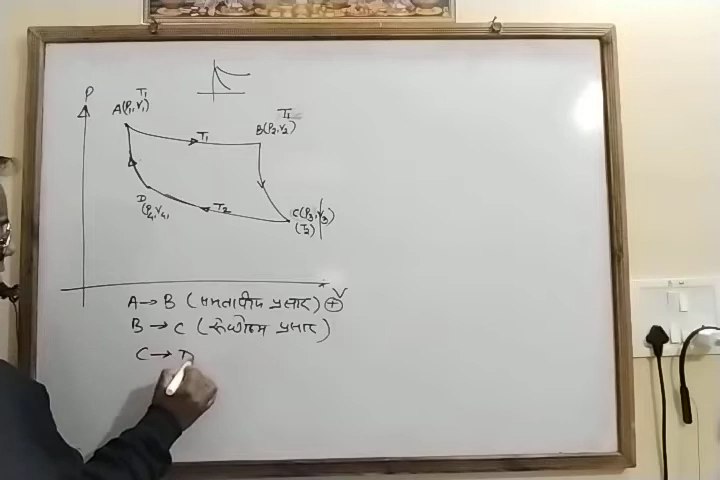 P
T₁
A(P₁,V₁)
T₁
T₁
B(P₂,V₂)
D
(P₄,V₄,
T₂
C(P₃,V₃)
(T₂)
V
A → B (समतापीय प्रसार) +
B → C (रुद्धोष्म प्रसार)
C → D